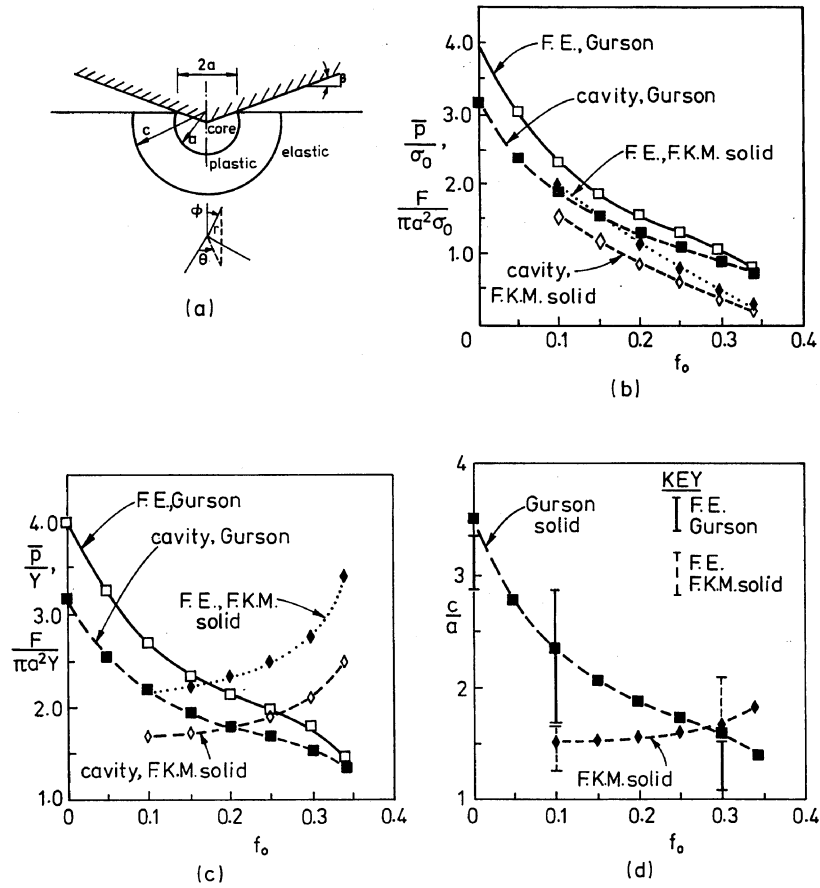 2a
β
c
a
core
plastic
elastic
φ
r
θ
(a)
4.0
3.0
2.0
1.0
0
p̅/σ₀,
F/πa²σ₀
F.E., Gurson
cavity, Gurson
F.E., F.K.M. solid
cavity,
F.K.M. solid
0 0.1 0.2 0.3 0.4
f₀
(b)
4.0
3.0
2.0
1.0
p̅/Y,
F/πa²Y
F.E., Gurson
cavity, Gurson
F.E., F.K.M.
solid
cavity, F.K.M. solid
0 0.1 0.2 0.3 0.4
f₀
(c)
4
3
2
1
c/a
Gurson
solid
KEY
F.E.
Gurson
F.E.
F.K.M. solid
F.K.M. solid
0 0.1 0.2 0.3 0.4
f₀
(d)